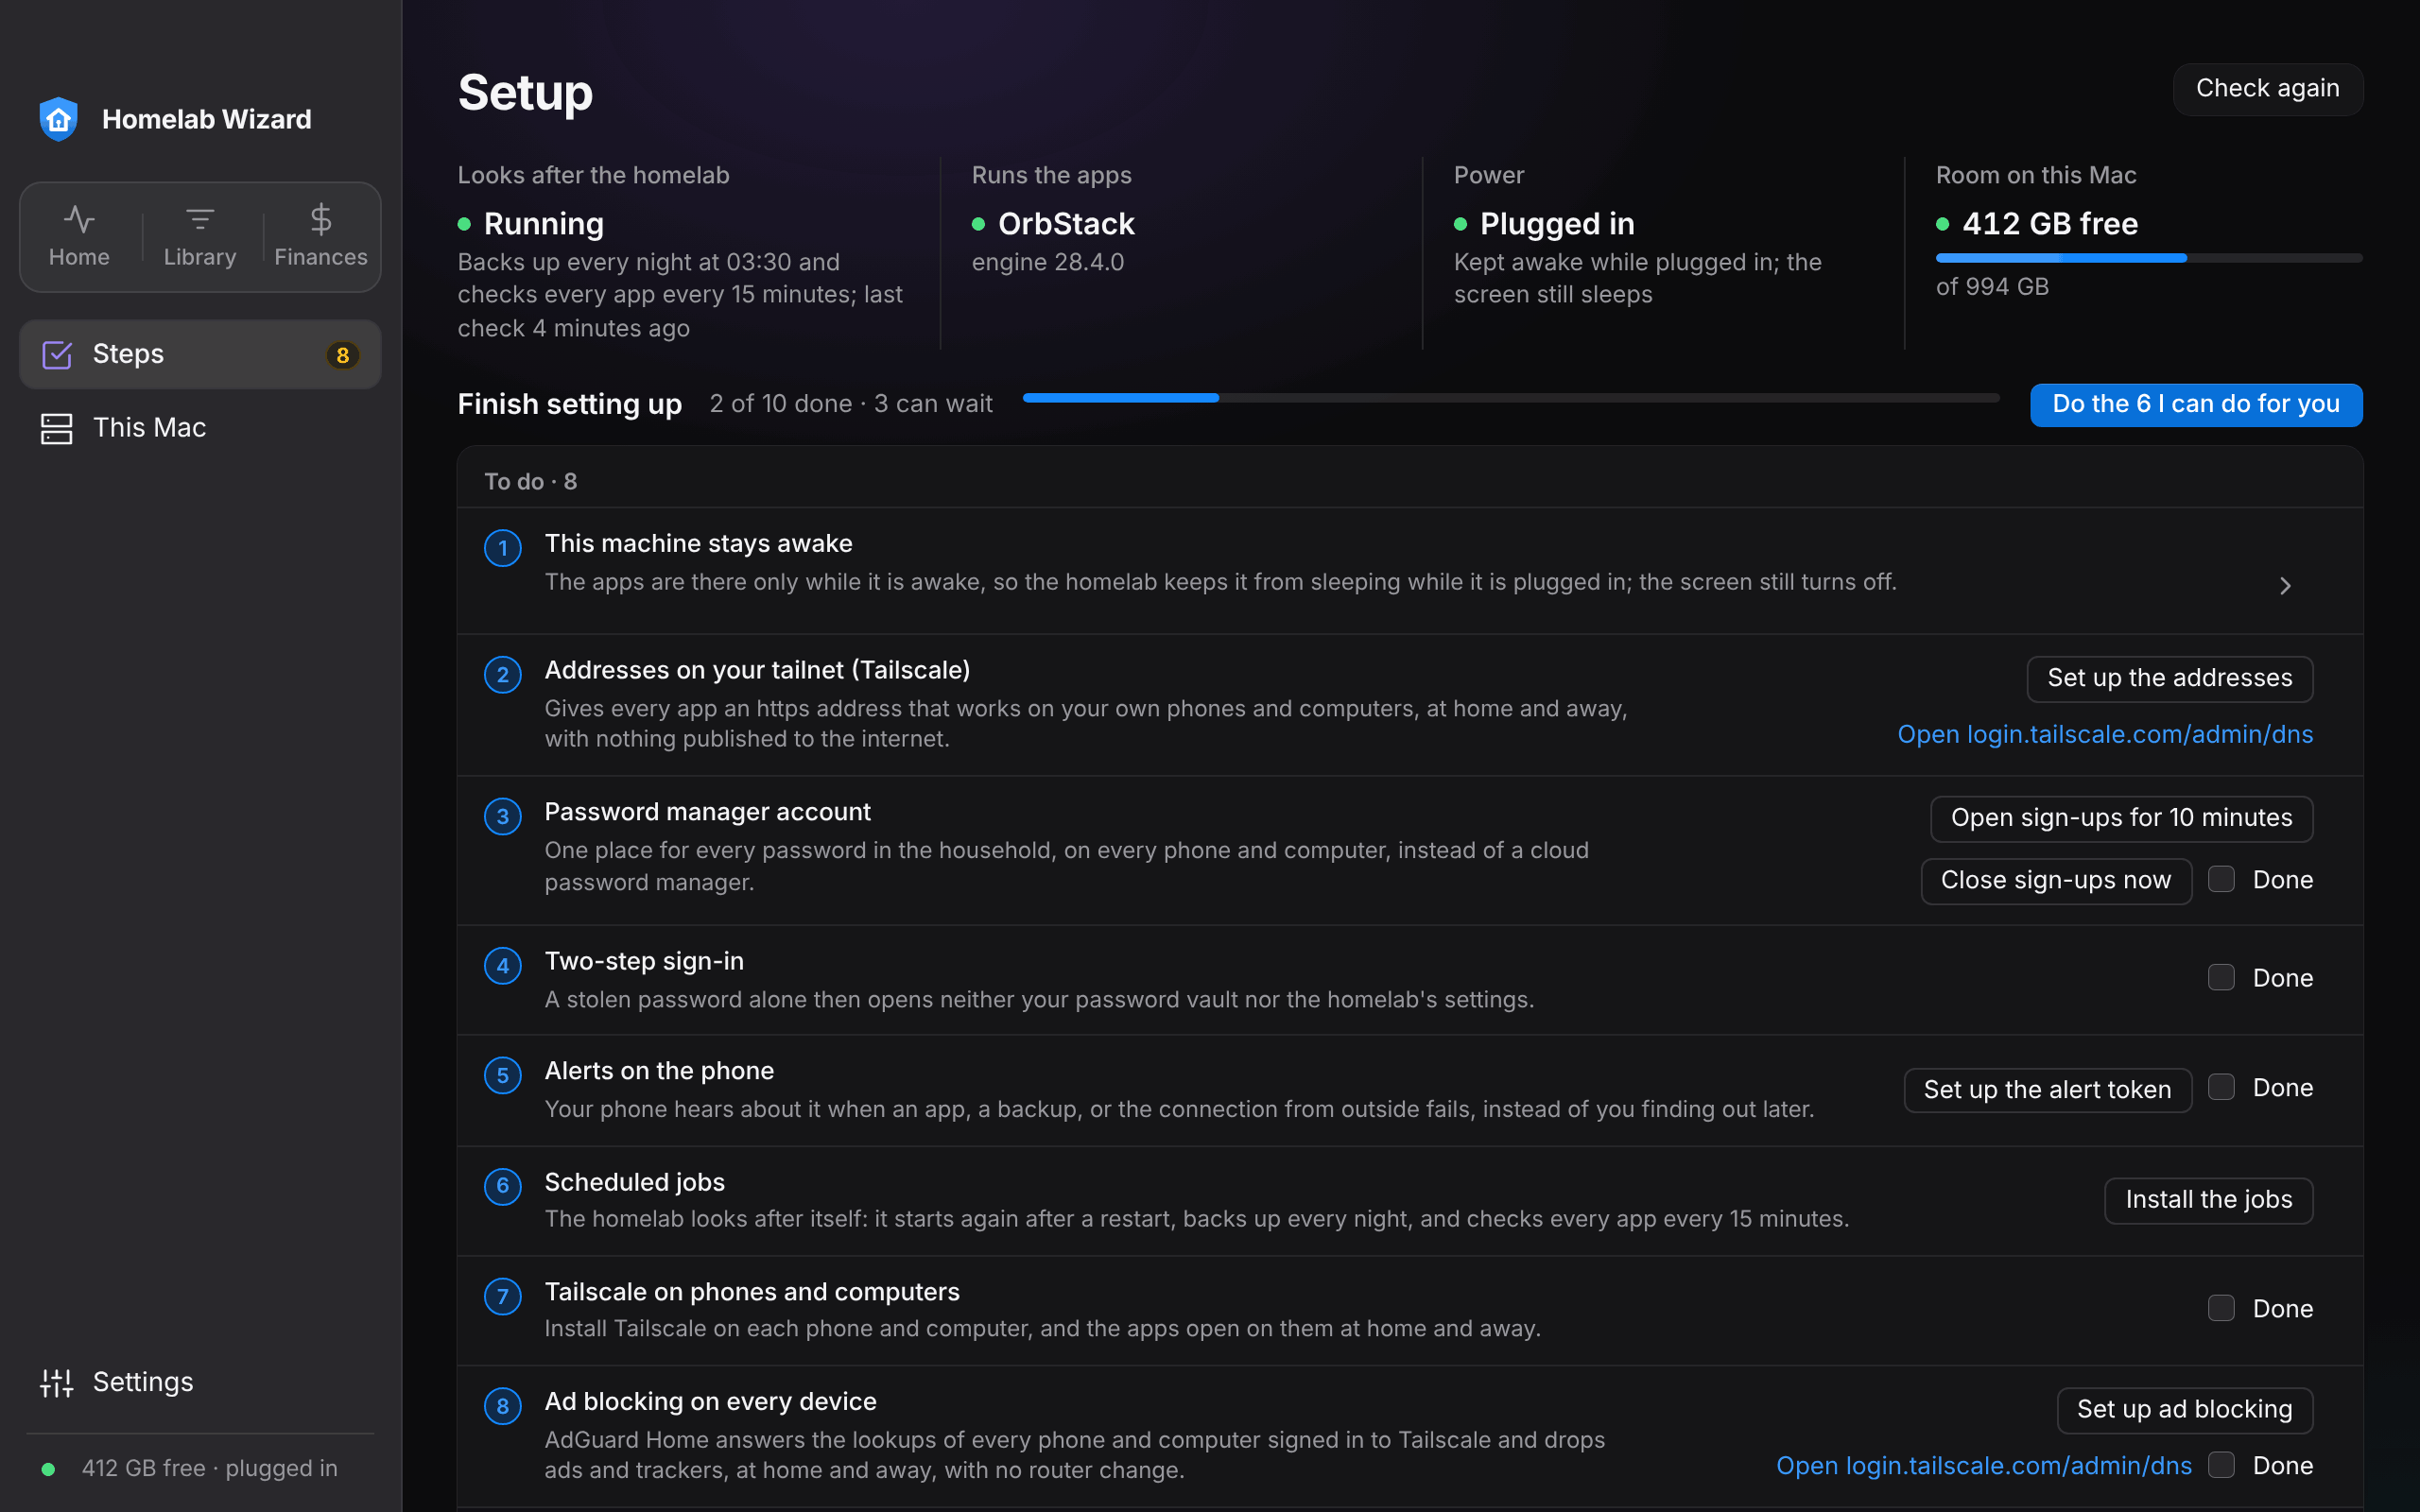 Homelab Wizard
Home
Library
Finances
Steps
8
This Mac
Settings
412 GB free · plugged in
Setup
Check again
Looks after the homelab
Running
Backs up every night at 03:30 and
checks every app every 15 minutes; last
check 4 minutes ago
Runs the apps
OrbStack
engine 28.4.0
Power
Plugged in
Kept awake while plugged in; the
screen still sleeps
Room on this Mac
412 GB free
of 994 GB
Finish setting up
2 of 10 done · 3 can wait
Do the 6 I can do for you
To do · 8
1
This machine stays awake
The apps are there only while it is awake, so the homelab keeps it from sleeping while it is plugged in; the screen still turns off.
2
Addresses on your tailnet (Tailscale)
Gives every app an https address that works on your own phones and computers, at home and away,
with nothing published to the internet.
Set up the addresses
Open login.tailscale.com/admin/dns
3
Password manager account
One place for every password in the household, on every phone and computer, instead of a cloud
password manager.
Open sign-ups for 10 minutes
Close sign-ups now
Done
4
Two-step sign-in
A stolen password alone then opens neither your password vault nor the homelab's settings.
Done
5
Alerts on the phone
Your phone hears about it when an app, a backup, or the connection from outside fails, instead of you finding out later.
Set up the alert token
Done
6
Scheduled jobs
The homelab looks after itself: it starts again after a restart, backs up every night, and checks every app every 15 minutes.
Install the jobs
7
Tailscale on phones and computers
Install Tailscale on each phone and computer, and the apps open on them at home and away.
Done
8
Ad blocking on every device
AdGuard Home answers the lookups of every phone and computer signed in to Tailscale and drops
ads and trackers, at home and away, with no router change.
Set up ad blocking
Open login.tailscale.com/admin/dns
Done